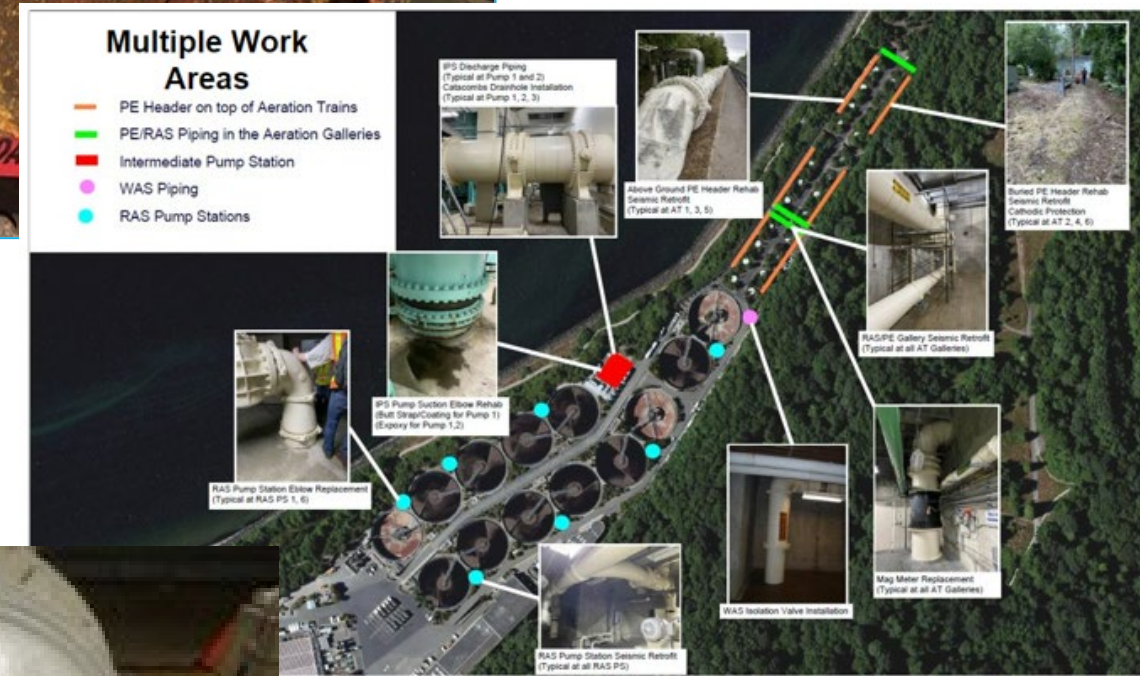 Multiple Work
Areas
PE Header on top of Aeration Trains
PE/RAS Piping in the Aeration Galleries
Intermediate Pump Station
WAS Piping
RAS Pump Stations
IPS Discharge Piping
(Typical at Pump 1 and 2)
Catacombs Drainhole Installation
(Typical at Pump 1, 2, 3)
Above Ground PE Header Rehab
Seismic Retrofit
(Typical at AT 1, 3, 5)
Buried PE Header Rehab
Seismic Retrofit
Cathodic Protection
(Typical at AT 2, 4, 6)
RAS/PE Gallery Seismic Retrofit
(Typical at all AT Galleries)
IPS Pump Suction Elbow Rehab
(Butt Strap/Coating for Pump 1)
(Expoxy for Pump 1,2)
RAS Pump Station Eblow Replacement
(Typical at RAS PS 1, 6)
Mag Meter Replacement
(Typical at all AT Galleries)
WAS Isolation Valve Installation
RAS Pump Station Seismic Retrofit
(Typical at all RAS PS)